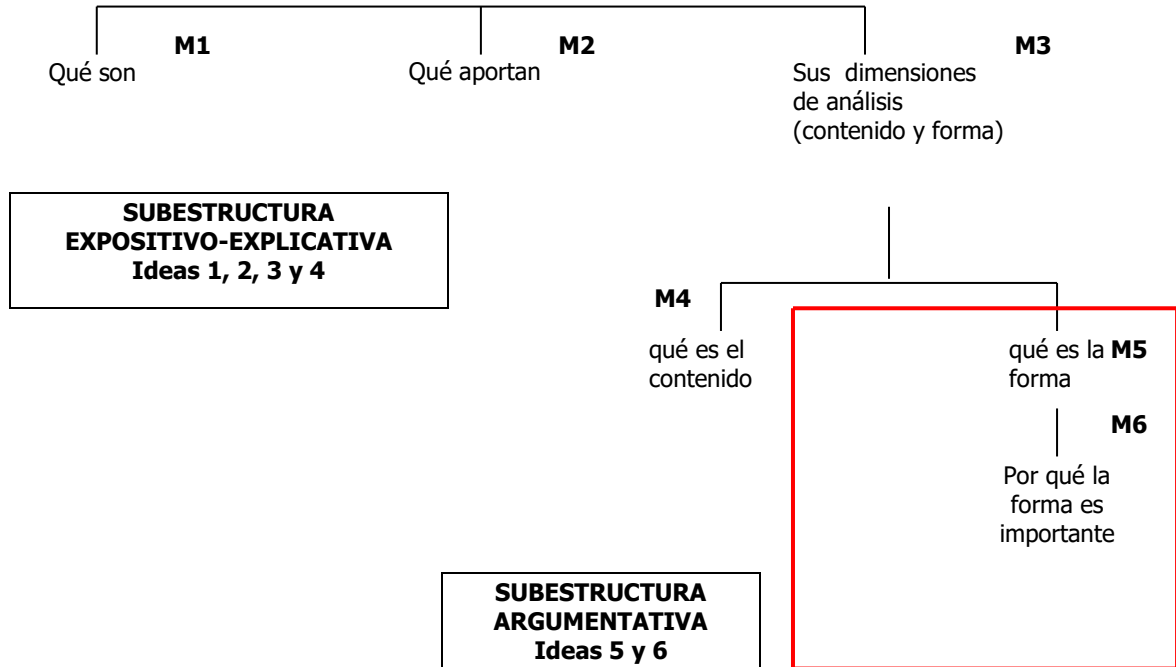 M1
Qué son
M2
Qué aportan
M3
Sus dimensiones
de análisis
(contenido y forma)
SUBESTRUCTURA
EXPOSITIVO-EXPLICATIVA
Ideas 1, 2, 3 y 4
M4
qué es el
contenido
qué es la M5
forma
M6
Por qué la
forma es
importante
SUBESTRUCTURA
ARGUMENTATIVA
Ideas 5 y 6